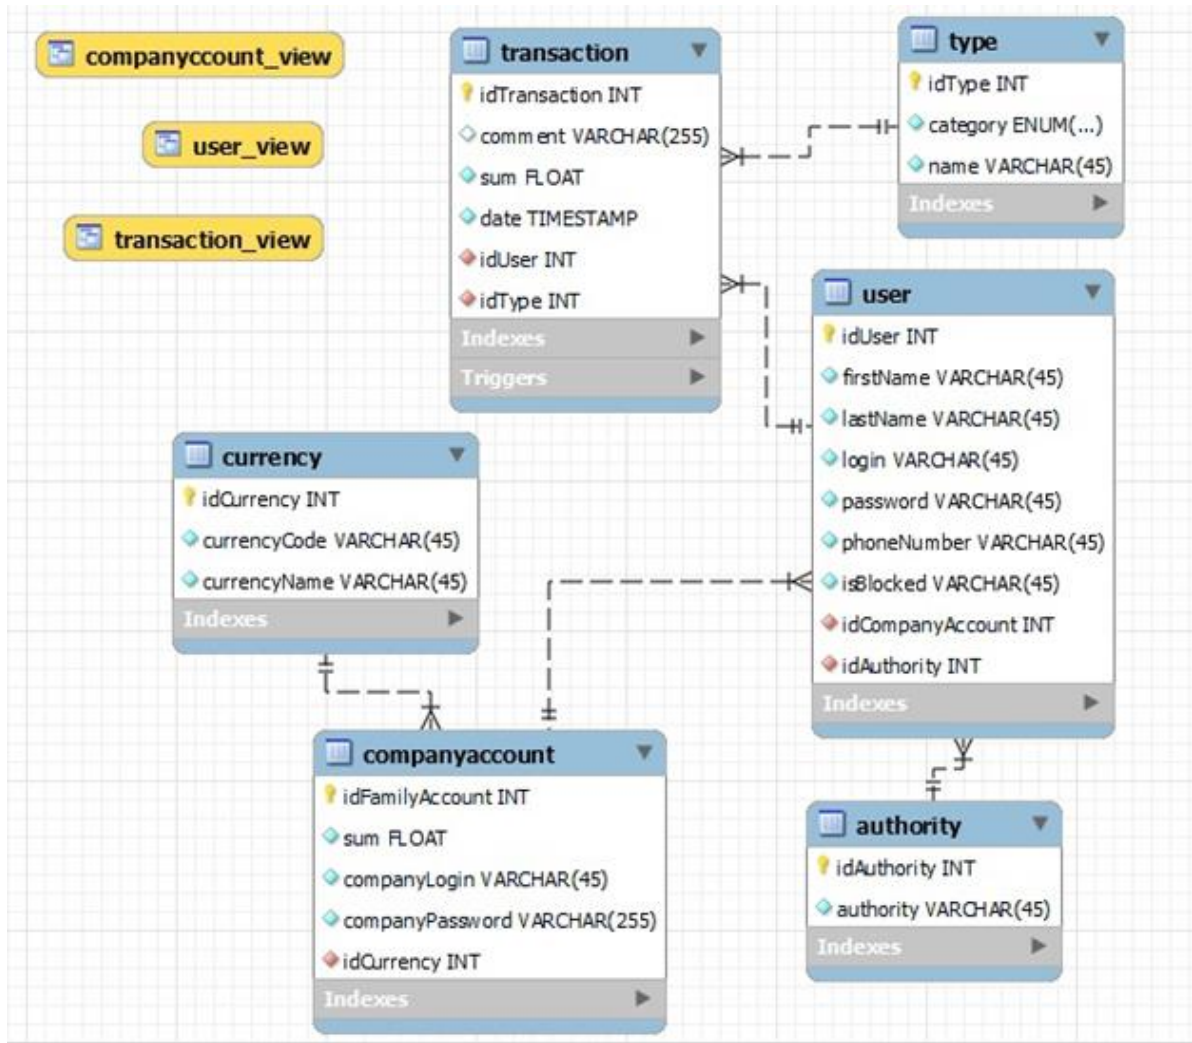 companyccount_view
user_view
transaction_view
transaction
idTransaction INT
comment VARCHAR(255)
sum FLOAT
date TIMESTAMP
idUser INT
idType INT
Indexes
Triggers
type
idType INT
category ENUM(...)
name VARCHAR(45)
Indexes
user
idUser INT
firstName VARCHAR(45)
lastName VARCHAR(45)
login VARCHAR(45)
password VARCHAR(45)
phoneNumber VARCHAR(45)
isBlocked VARCHAR(45)
idCompanyAccount INT
idAuthority INT
Indexes
currency
idCurrency INT
currencyCode VARCHAR(45)
currencyName VARCHAR(45)
Indexes
companyaccount
idFamilyAccount INT
sum FLOAT
companyLogin VARCHAR(45)
companyPassword VARCHAR(255)
idCurrency INT
Indexes
authority
idAuthority INT
authority VARCHAR(45)
Indexes